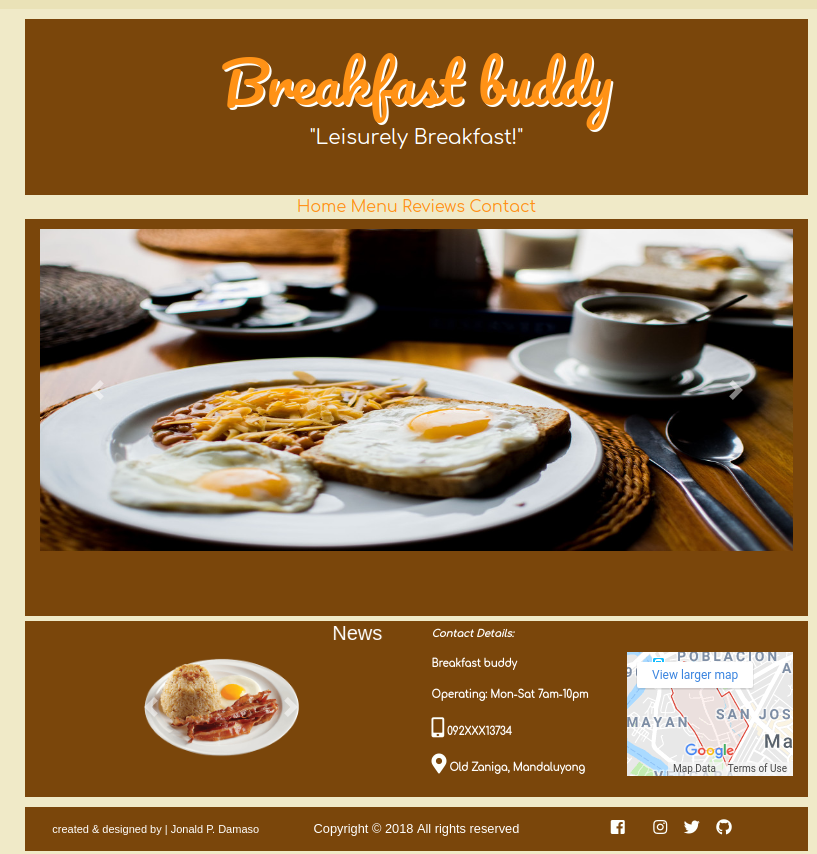 Breakfast buddy
"Leisurely Breakfast!"
Home Menu Reviews Contact
News
Contact Details:
Breakfast buddy
Operating: Mon-Sat 7am-10pm
092XXX13734
Old Zaniga, Mandaluyong
POBLACION
View larger map
MAYAN
SAN JOS
Ma
Google
Map Data
Terms of Use
created & designed by | Jonald P. Damaso
Copyright © 2018 All rights reserved